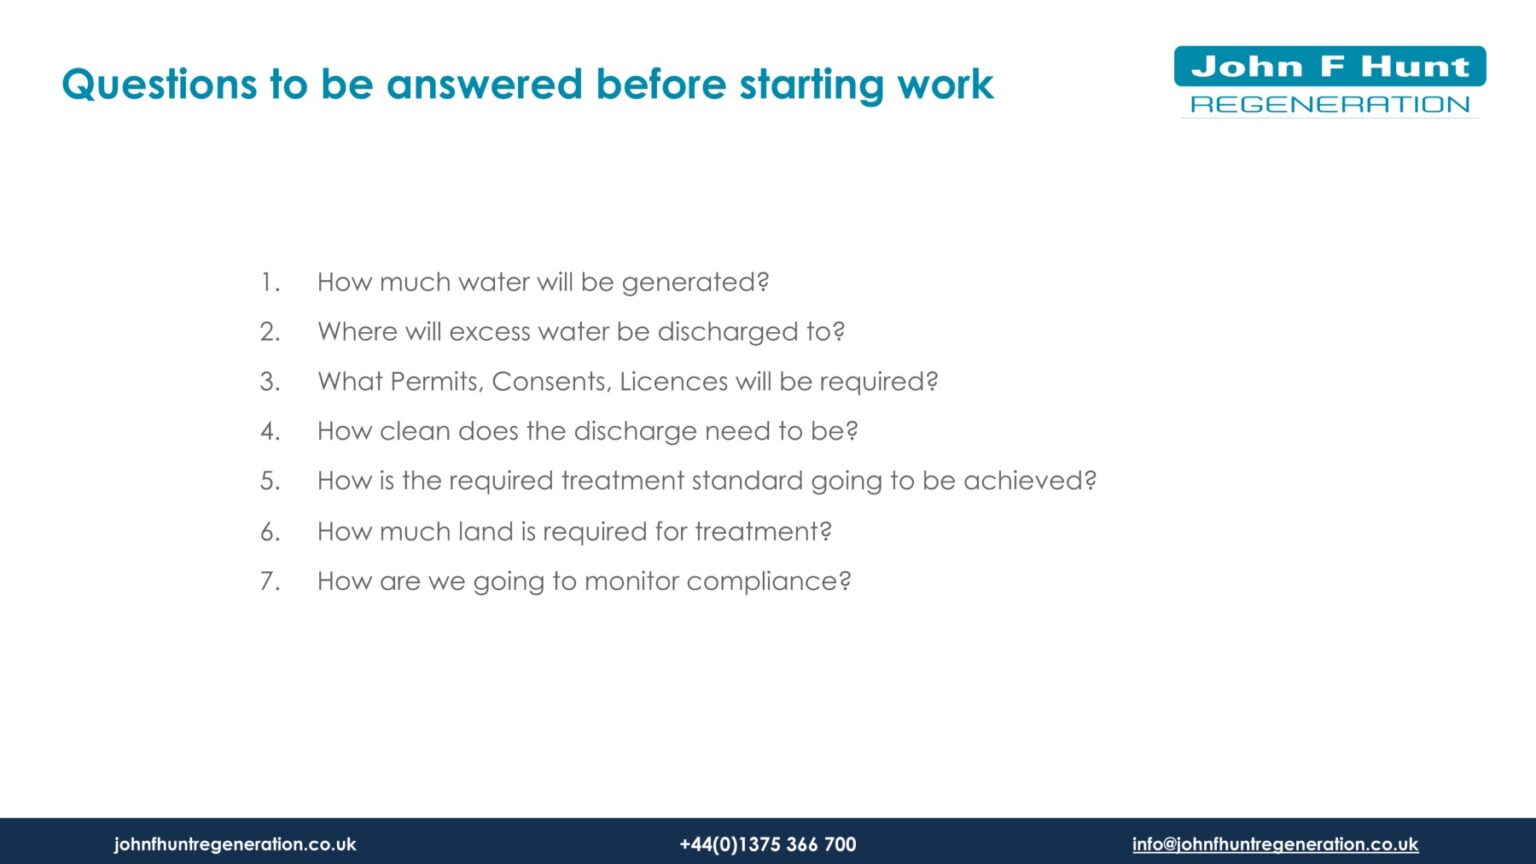 Questions to be answered before starting work
John F Hunt
REGENERATION
1. How much water will be generated?
2. Where will excess water be discharged to?
3. What Permits, Consents, Licences will be required?
4. How clean does the discharge need to be?
5. How is the required treatment standard going to be achieved?
6. How much land is required for treatment?
7. How are we going to monitor compliance?
johnfhuntregeneration.co.uk
+44(0)1375 366 700
info@johnfhuntregeneration.co.uk